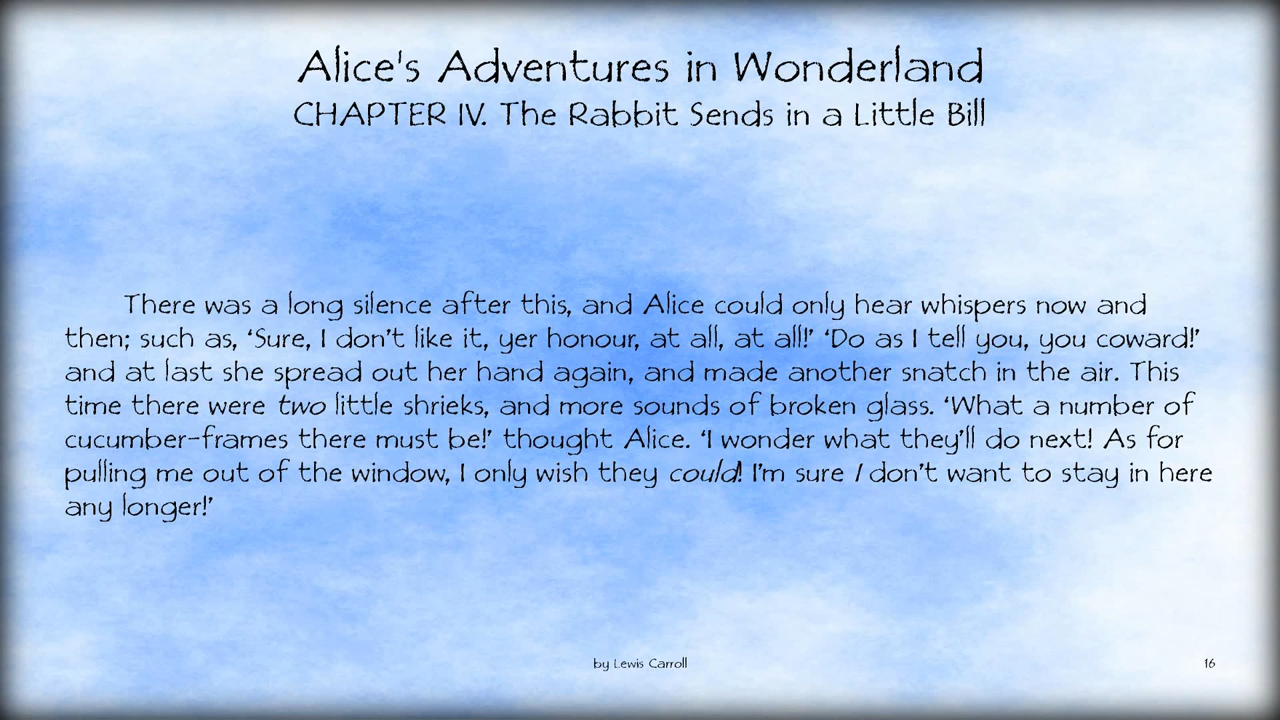 Alice's Adventures in Wonderland
CHAPTER IV. The Rabbit Sends in a Little Bill
There was a long silence after this, and Alice could only hear whispers now and
then; such as, ‘Sure, I don’t like it, yer honour, at all, at all!’ ‘Do as I tell you, you coward!’
and at last she spread out her hand again, and made another snatch in the air. This
time there were two little shrieks, and more sounds of broken glass. ‘What a number of
cucumber-frames there must be!’ thought Alice. ‘I wonder what they’ll do next! As for
pulling me out of the window, I only wish they could! I’m sure I don’t want to stay in here
any longer!’
by Lewis Carroll
16